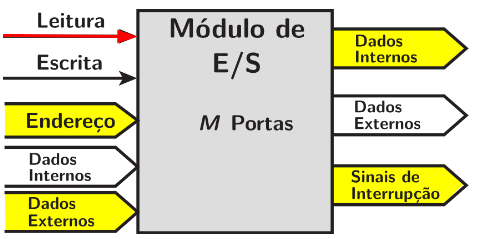 Leitura
Escrita
Endereço
Dados
Internos
Dados
Externos
Módulo de
E/S
M Portas
Dados
Internos
Dados
Externos
Sinais de
Interrupção